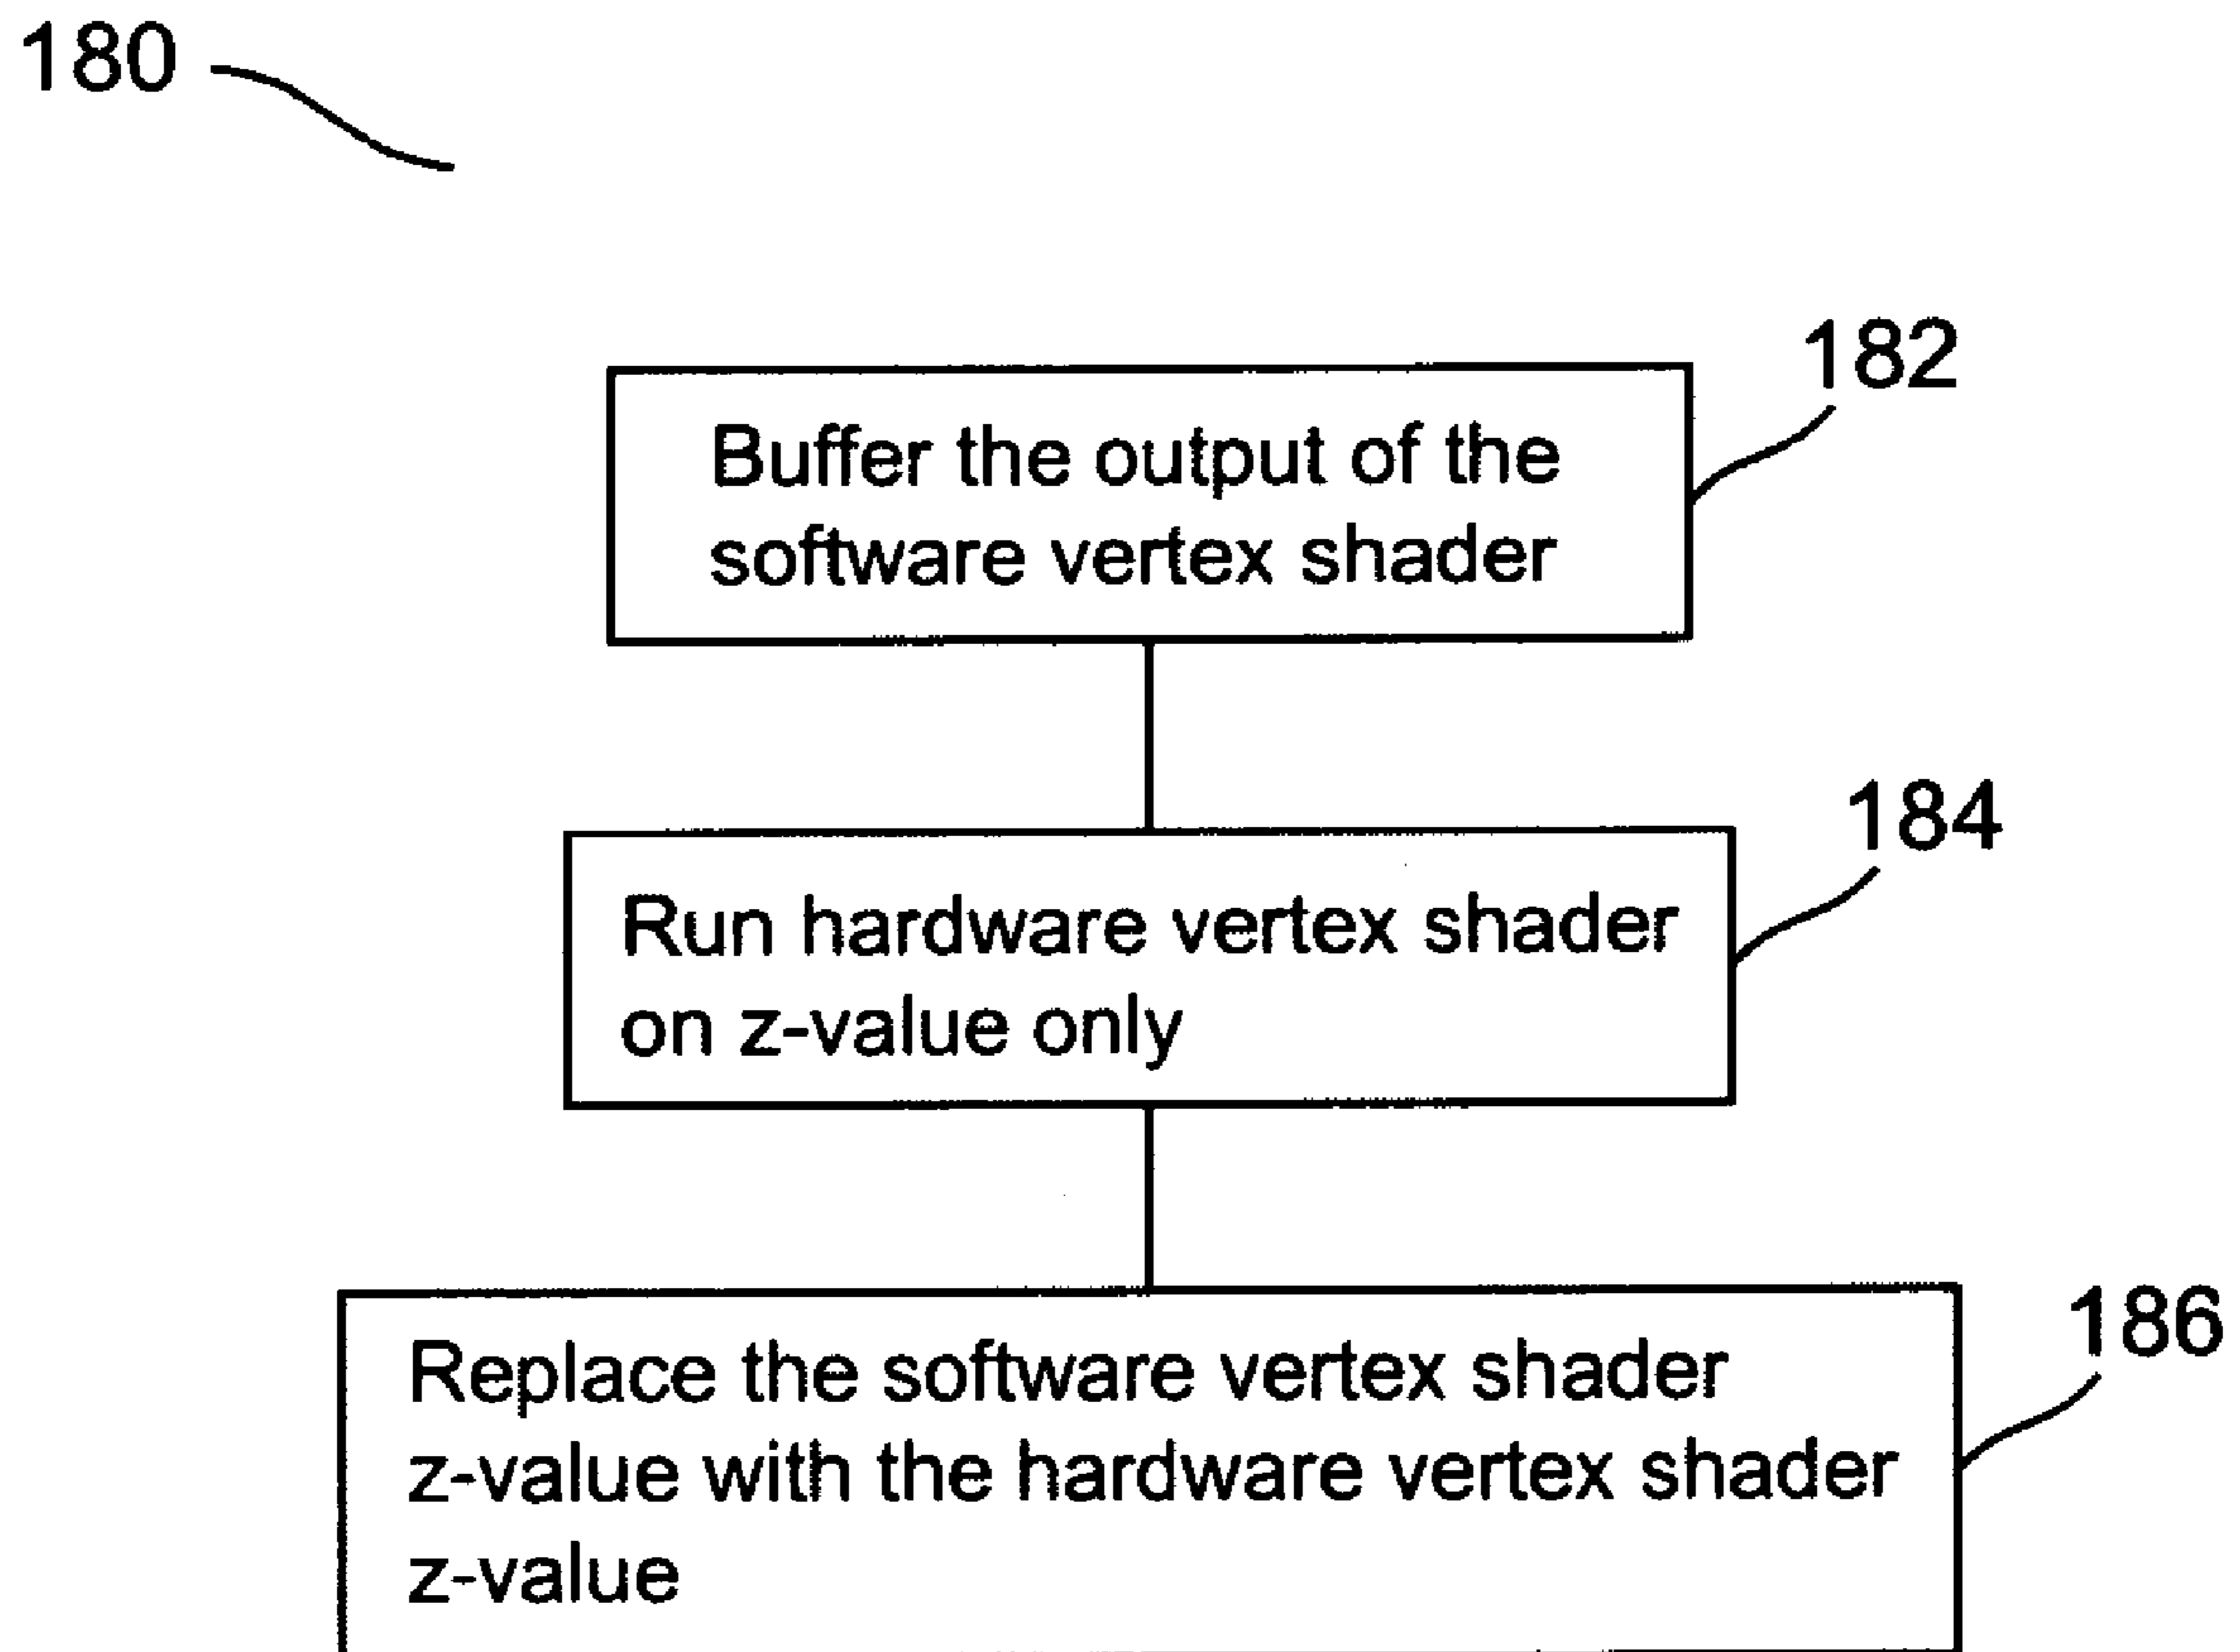 180
182
Buffer the output of the
software vertex shader
184
Run hardware vertex shader
on z-value only
186
Replace the software vertex shader
z-value with the hardware vertex shader
z-value